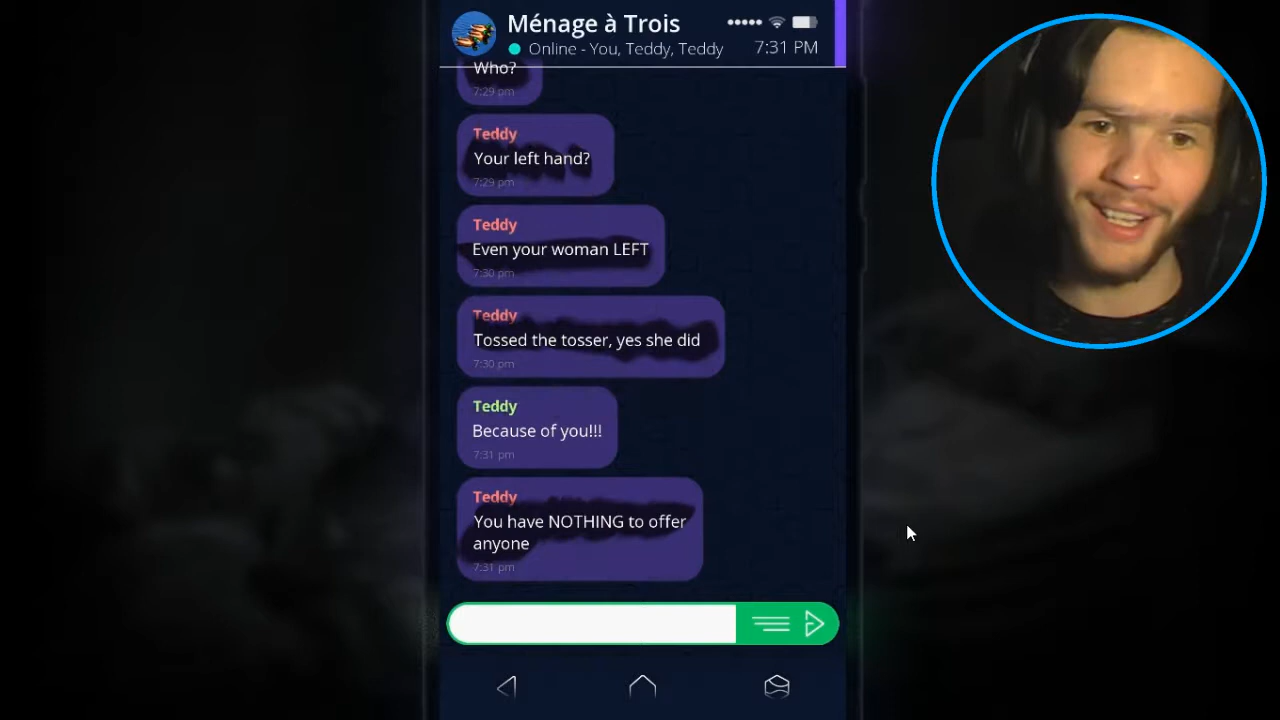 Ménage à Trois
Online - You, Teddy, Teddy
7:31 PM
Who?
7:29 pm
Teddy
Your left hand?
7:29 pm
Teddy
Even your woman LEFT
7:30 pm
Teddy
Tossed the tosser, yes she did
7:30 pm
Teddy
Because of you!!!
7:31 pm
Teddy
You have NOTHING to offer
anyone
7:31 pm